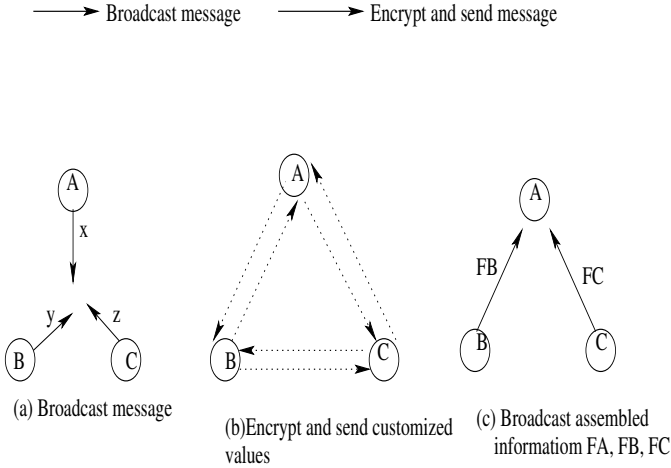 Broadcast message
Encrypt and send message
A
x
y
z
B
C
(a) Broadcast message
A
B
C
(b)Encrypt and send customized
values
A
FB
FC
B
C
(c) Broadcast assembled
informatiom FA, FB, FC